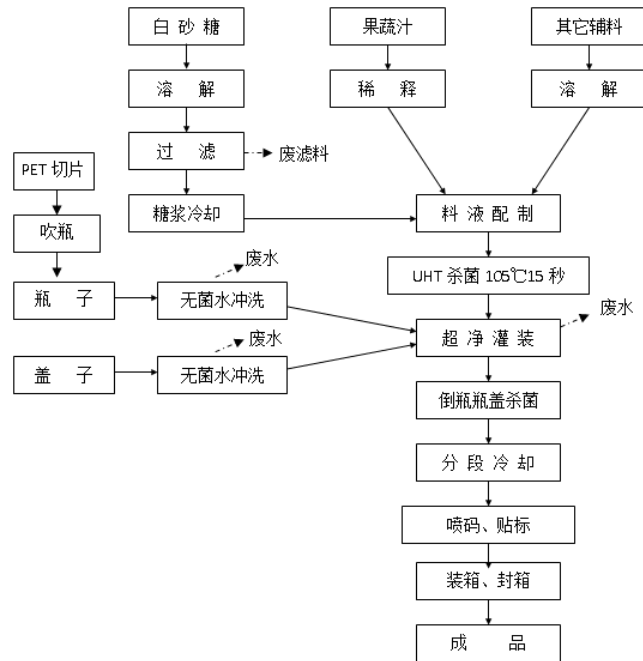 白砂糖
果蔬汁
其它辅料
溶解
稀释
溶解
过滤
废滤料
PET 切片
糖浆冷却
料液配制
吹瓶
废水
UHT 杀菌 105℃15 秒
瓶子
无菌水冲洗
废水
超净灌装
废水
盖子
无菌水冲洗
倒瓶瓶盖杀菌
分段冷却
喷码、贴标
装箱、封箱
成品